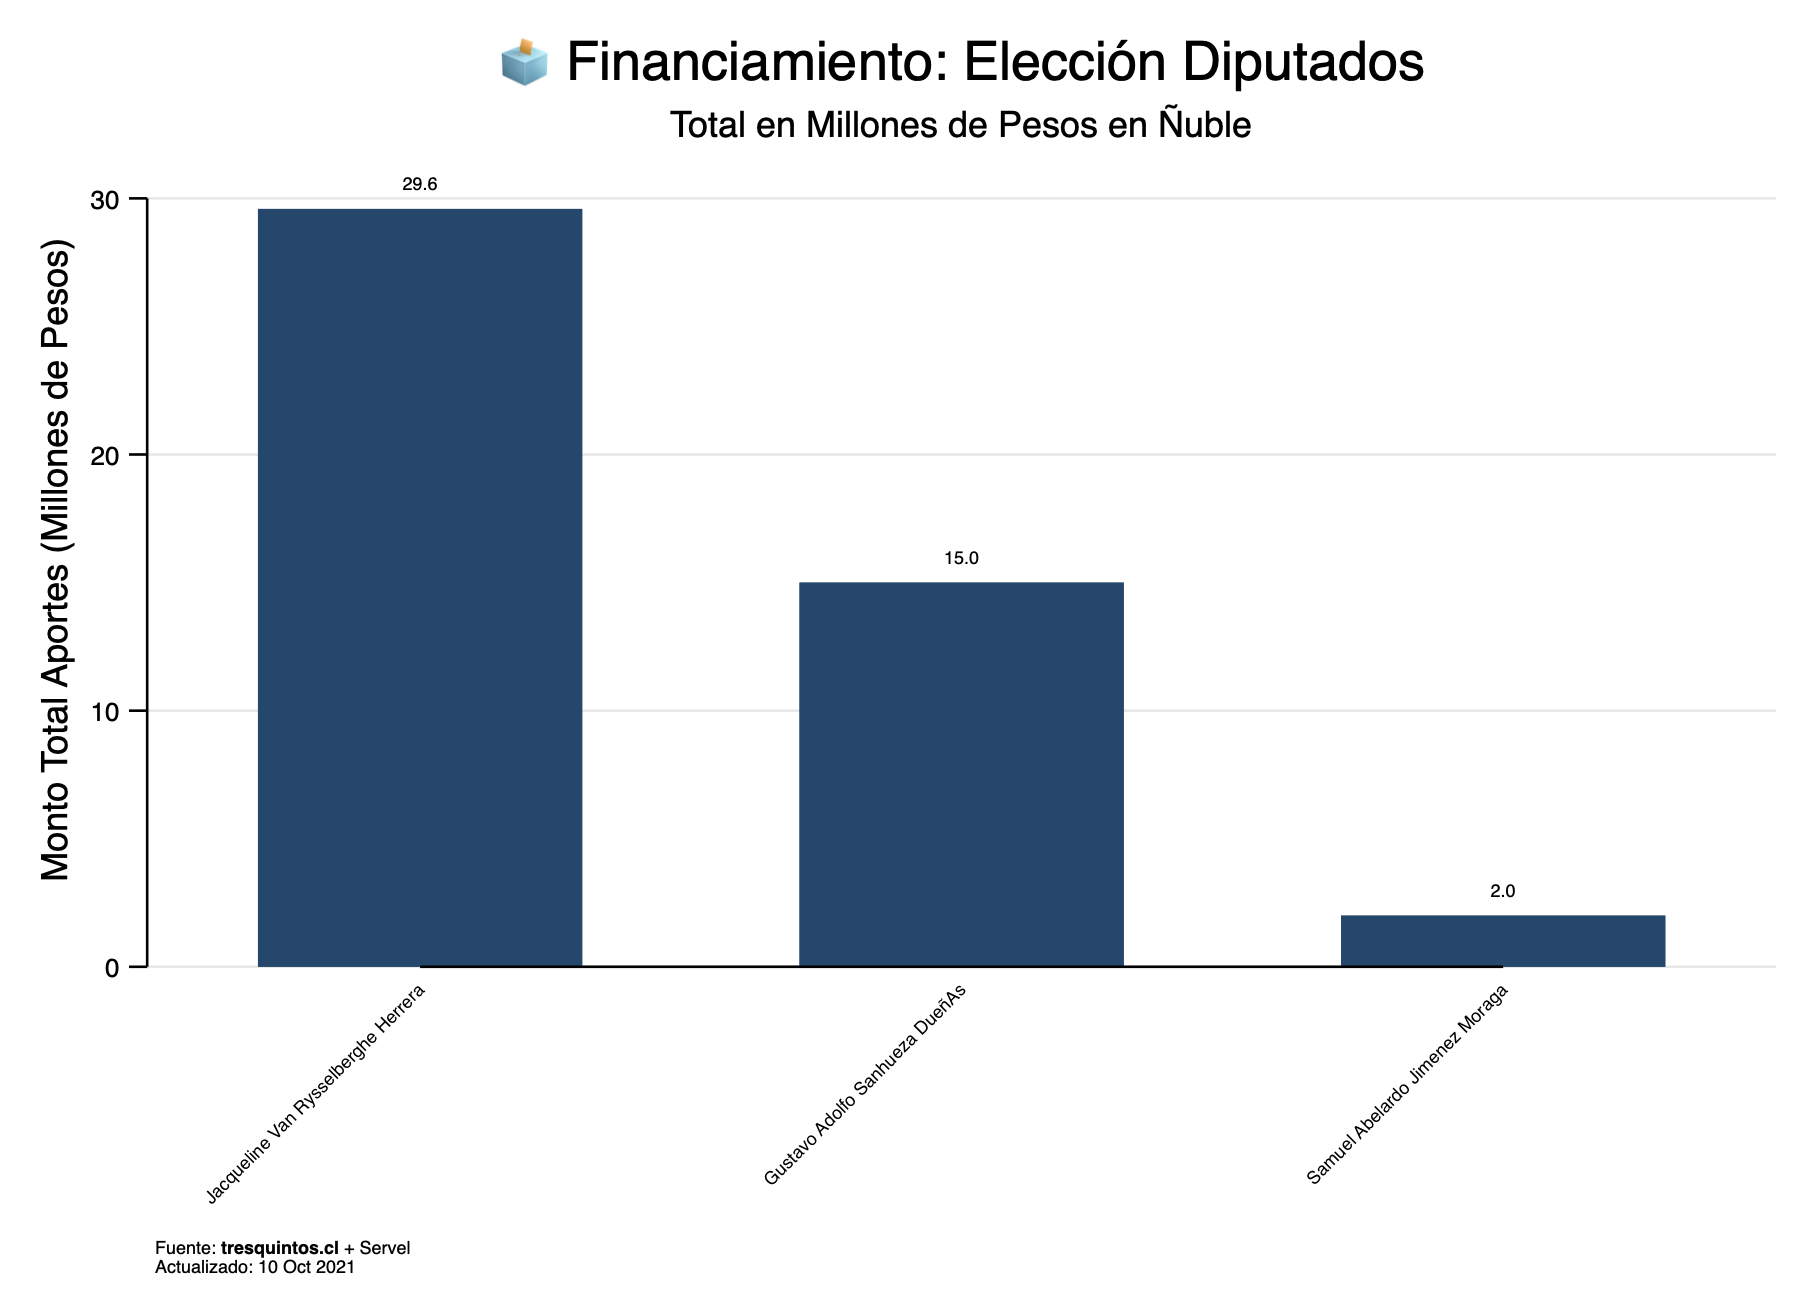 Financiamiento: Elección Diputados
Total en Millones de Pesos en Ñuble
Monto Total Aportes (Millones de Pesos)
30
20
10
0
29.6
15.0
2.0
Jacqueline Van Rysselberghe Herrera
Gustavo Adolfo Sanhueza DueñAs
Samuel Abelardo Jimenez Moraga
Fuente: tresquintos.cl + Servel
Actualizado: 10 Oct 2021